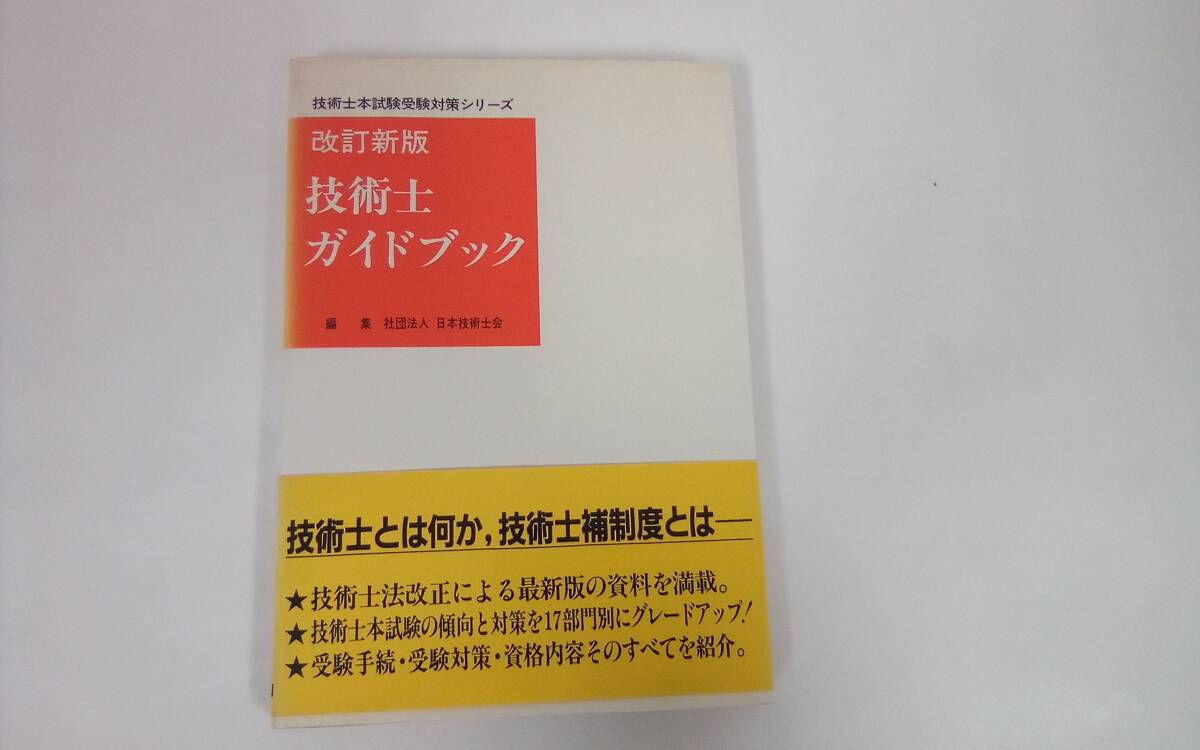 技術士本試験受験対策シリーズ
改訂新版
技術士
ガイドブック
編 集 社団法人 日本技術士会
技術士とは何か,技術士補制度とは──
★技術士法改正による最新版の資料を満載。
★技術士本試験の傾向と対策を17部門別にグレードアップ!
★受験手続・受験対策・資格内容そのすべてを紹介。